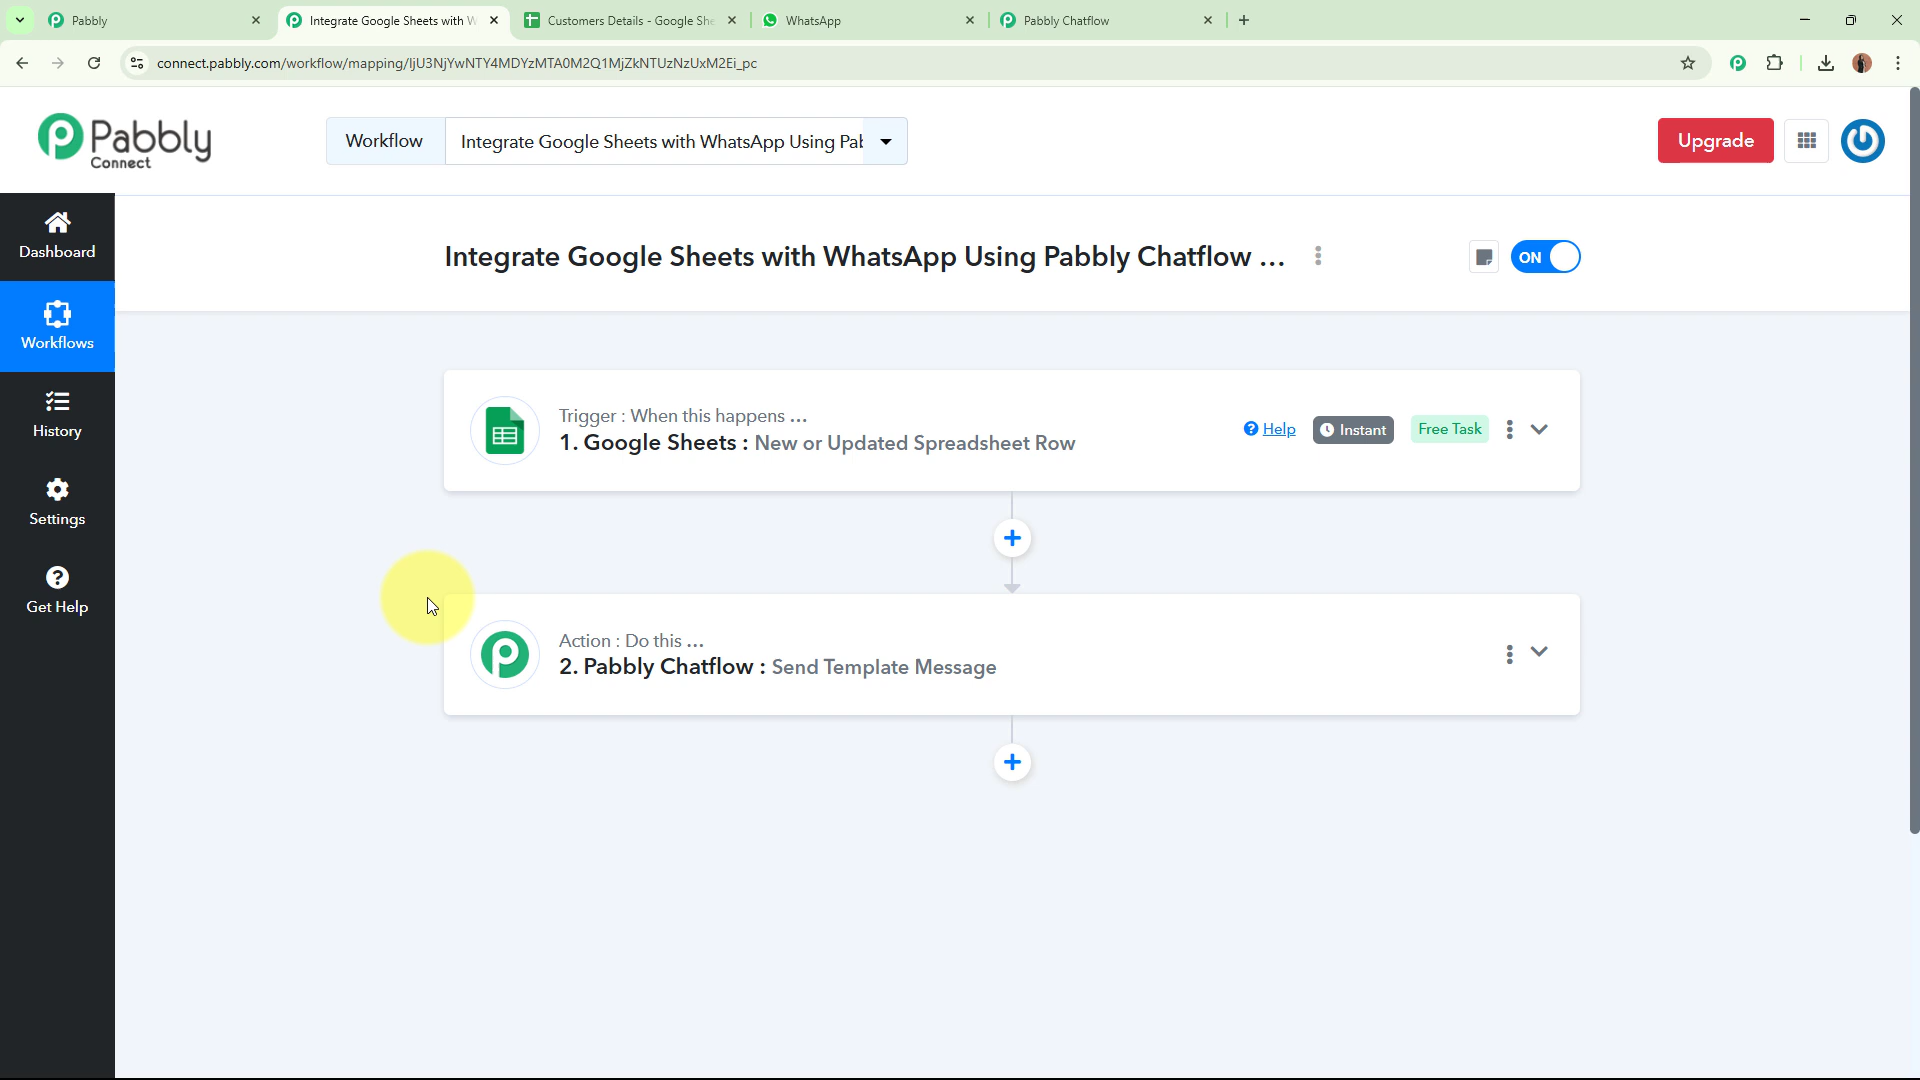 Pabbly
Integrate Google Sheets with W
Customers Details - Google She
WhatsApp
Pabbly Chatflow
connect.pabbly.com/workflow/mapping/IjU3NjYwNTY4MDYzMTA0M2Q1MjZkNTUzNzUxM2Ei_pc
Pabbly
Connect
Workflow
Integrate Google Sheets with WhatsApp Using Pal
Upgrade
Dashboard
Workflows
History
Settings
Get Help
Integrate Google Sheets with WhatsApp Using Pabbly Chatflow ...
ON
Trigger : When this happens ...
1. Google Sheets : New or Updated Spreadsheet Row
Help
Instant
Free Task
Action : Do this ...
2. Pabbly Chatflow : Send Template Message